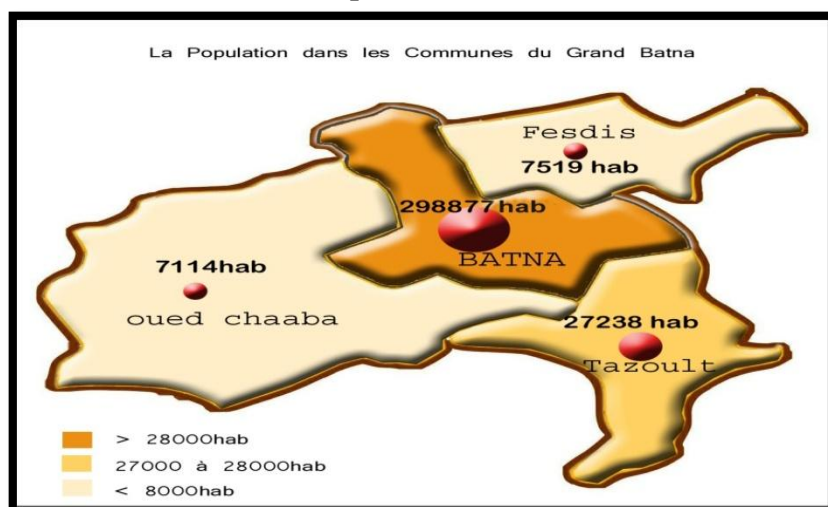 La Population dans les Communes du Grand Batna
Fesdis
7519 hab
298877hab
BATNA
7114hab
oued chaaba
27238 hab
Tazoult
> 28000hab
27000 à 28000hab
< 8000hab